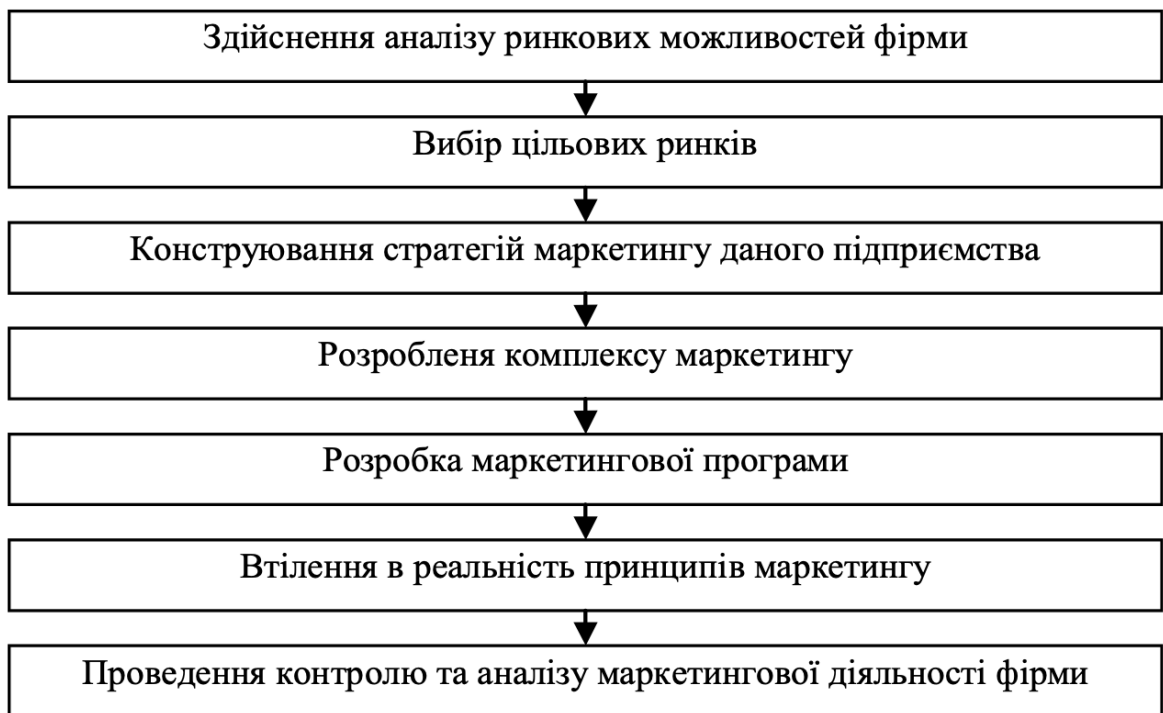 Здійснення аналізу ринкових можливостей фірми
Вибір цільових ринків
Конструювання стратегій маркетингу даного підприємства
Розробленя комплексу маркетингу
Розробка маркетингової програми
Втілення в реальність принципів маркетингу
Проведення контролю та аналізу маркетингової діяльності фірми